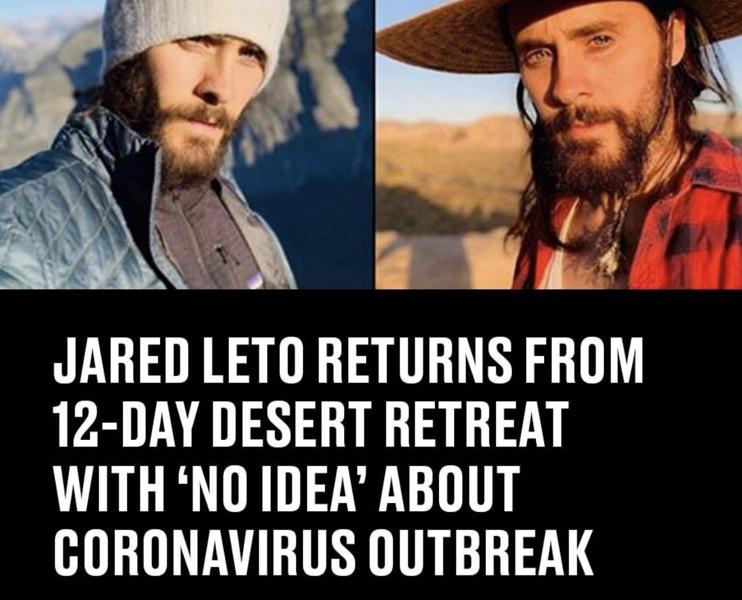 JARED LETO RETURNS FROM
12-DAY DESERT RETREAT
WITH ‘NO IDEA’ ABOUT
CORONAVIRUS OUTBREAK